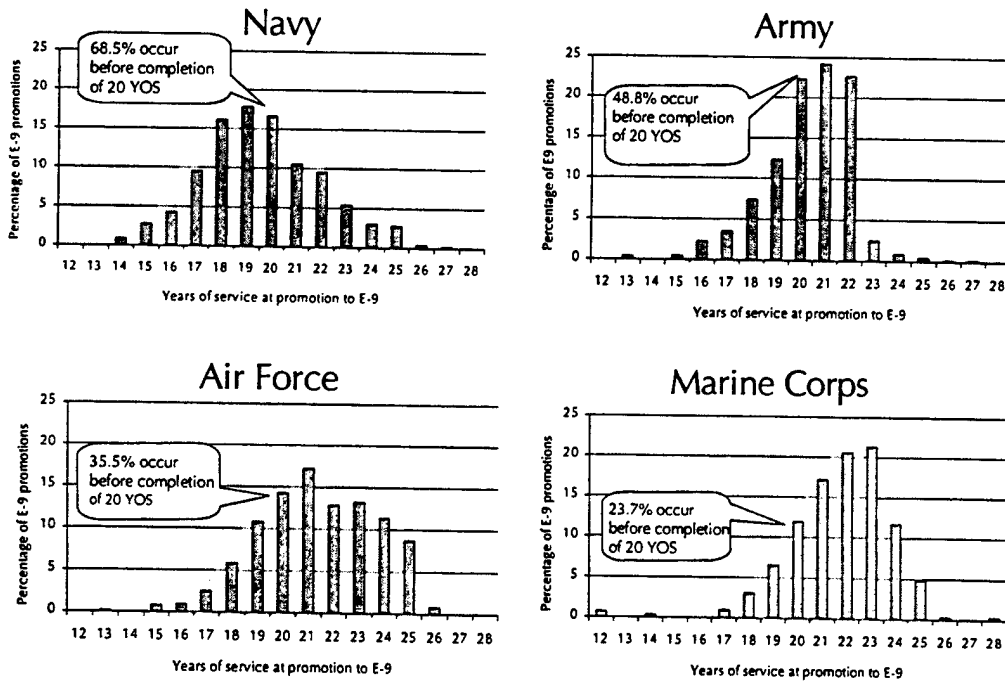 Navy
Percentage of E-9 promotions
25
20
15
10
5
0
68.5% occur
before completion
of 20 YOS
12 13 14 15 16 17 18 19 20 21 22 23 24 25 26 27 28
Years of service at promotion to E-9
Army
Percentage of E9 promotions
25
20
15
10
5
0
48.8% occur
before completion
of 20 YOS
12 13 14 15 16 17 18 19 20 21 22 23 24 25 26 27 28
Years of service at promotion to E-9
Air Force
Percentage of E-9 promotions
25
20
15
10
5
0
35.5% occur
before completion
of 20 YOS
12 13 14 15 16 17 18 19 20 21 22 23 24 25 26 27 28
Years of service at promotion to E-9
Marine Corps
Percentage of E-9 promotions
25
20
15
10
5
0
23.7% occur
before completion
of 20 YOS
12 13 14 15 16 17 18 19 20 21 22 23 24 25 26 27 28
Years of service at promotion to E-9